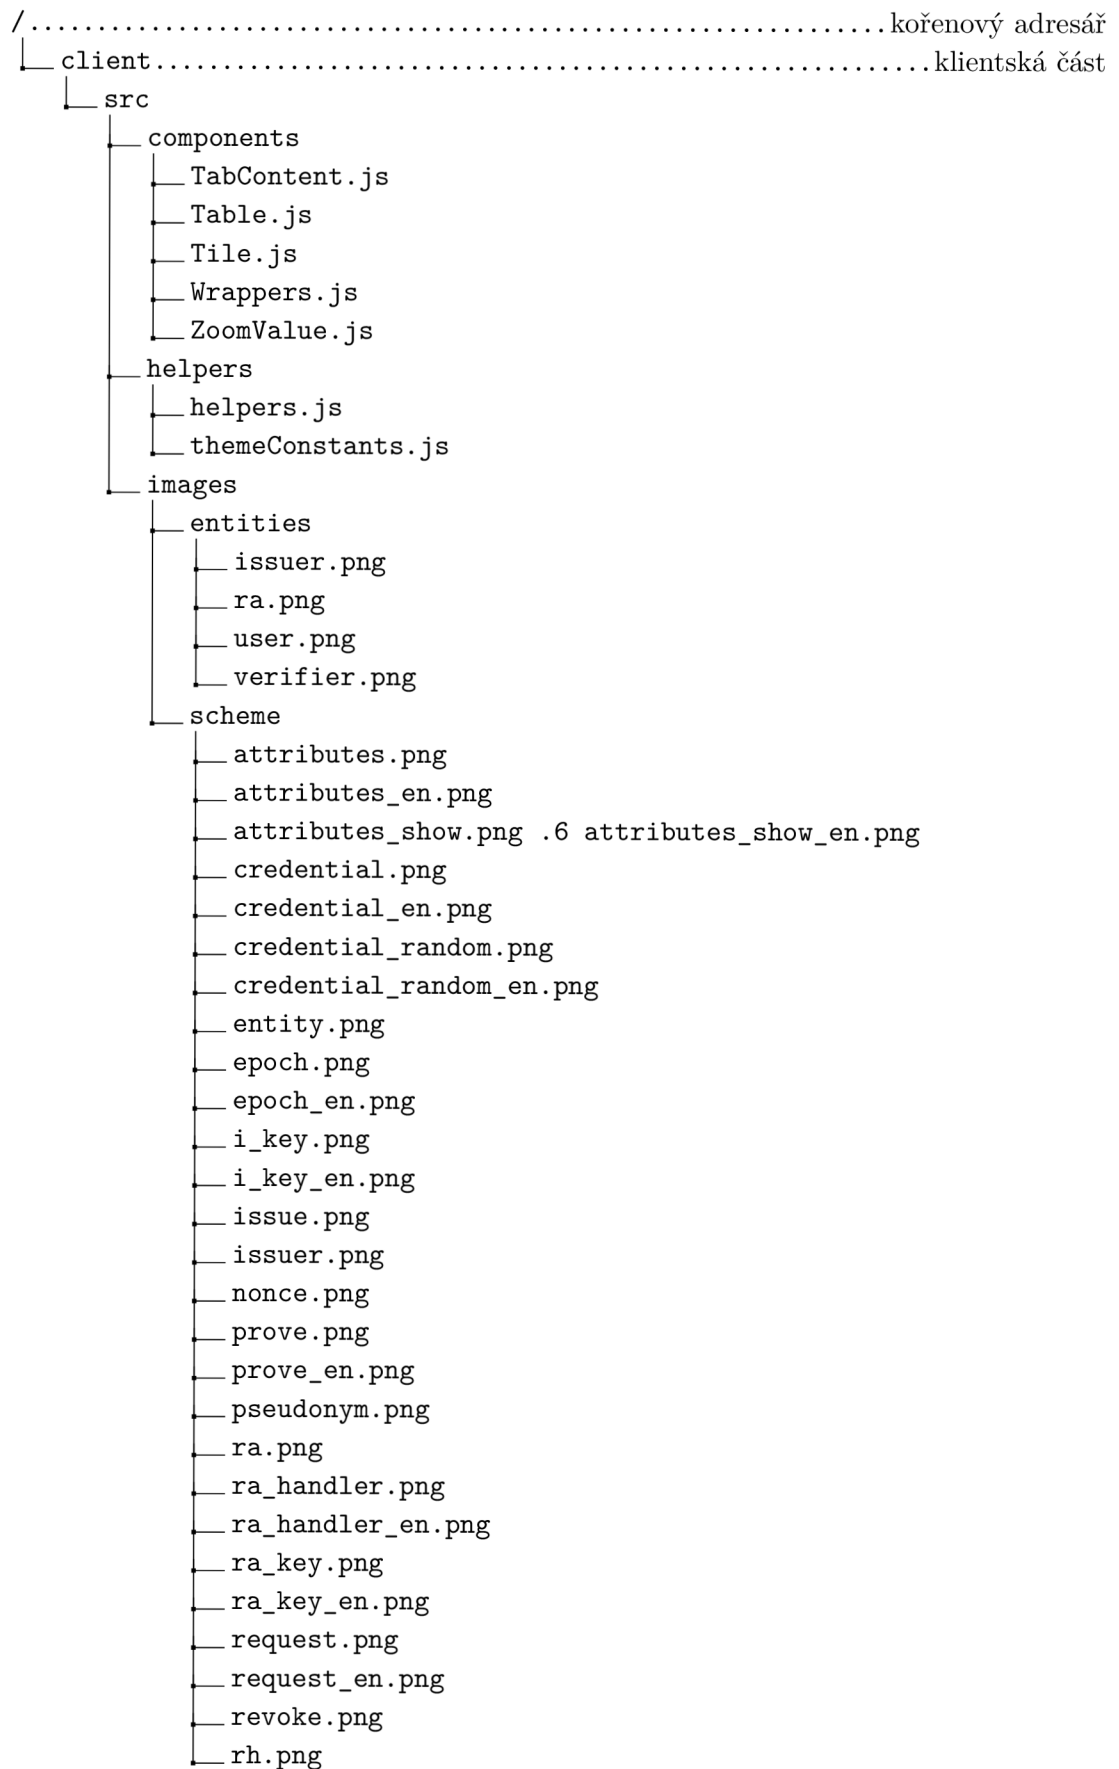 / kořenový adresář
client klientská část
src
components
TabContent.js
Table.js
Tile.js
Wrappers.js
ZoomValue.js
helpers
helpers.js
themeConstants.js
images
entities
issuer.png
ra.png
user.png
verifier.png
scheme
attributes.png
attributes_en.png
attributes_show.png .6 attributes_show_en.png
credential.png
credential_en.png
credential_random.png
credential_random_en.png
entity.png
epoch.png
epoch_en.png
i_key.png
i_key_en.png
issue.png
issuer.png
nonce.png
prove.png
prove_en.png
pseudonym.png
ra.png
ra_handler.png
ra_handler_en.png
ra_key.png
ra_key_en.png
request.png
request_en.png
revoke.png
rh.png